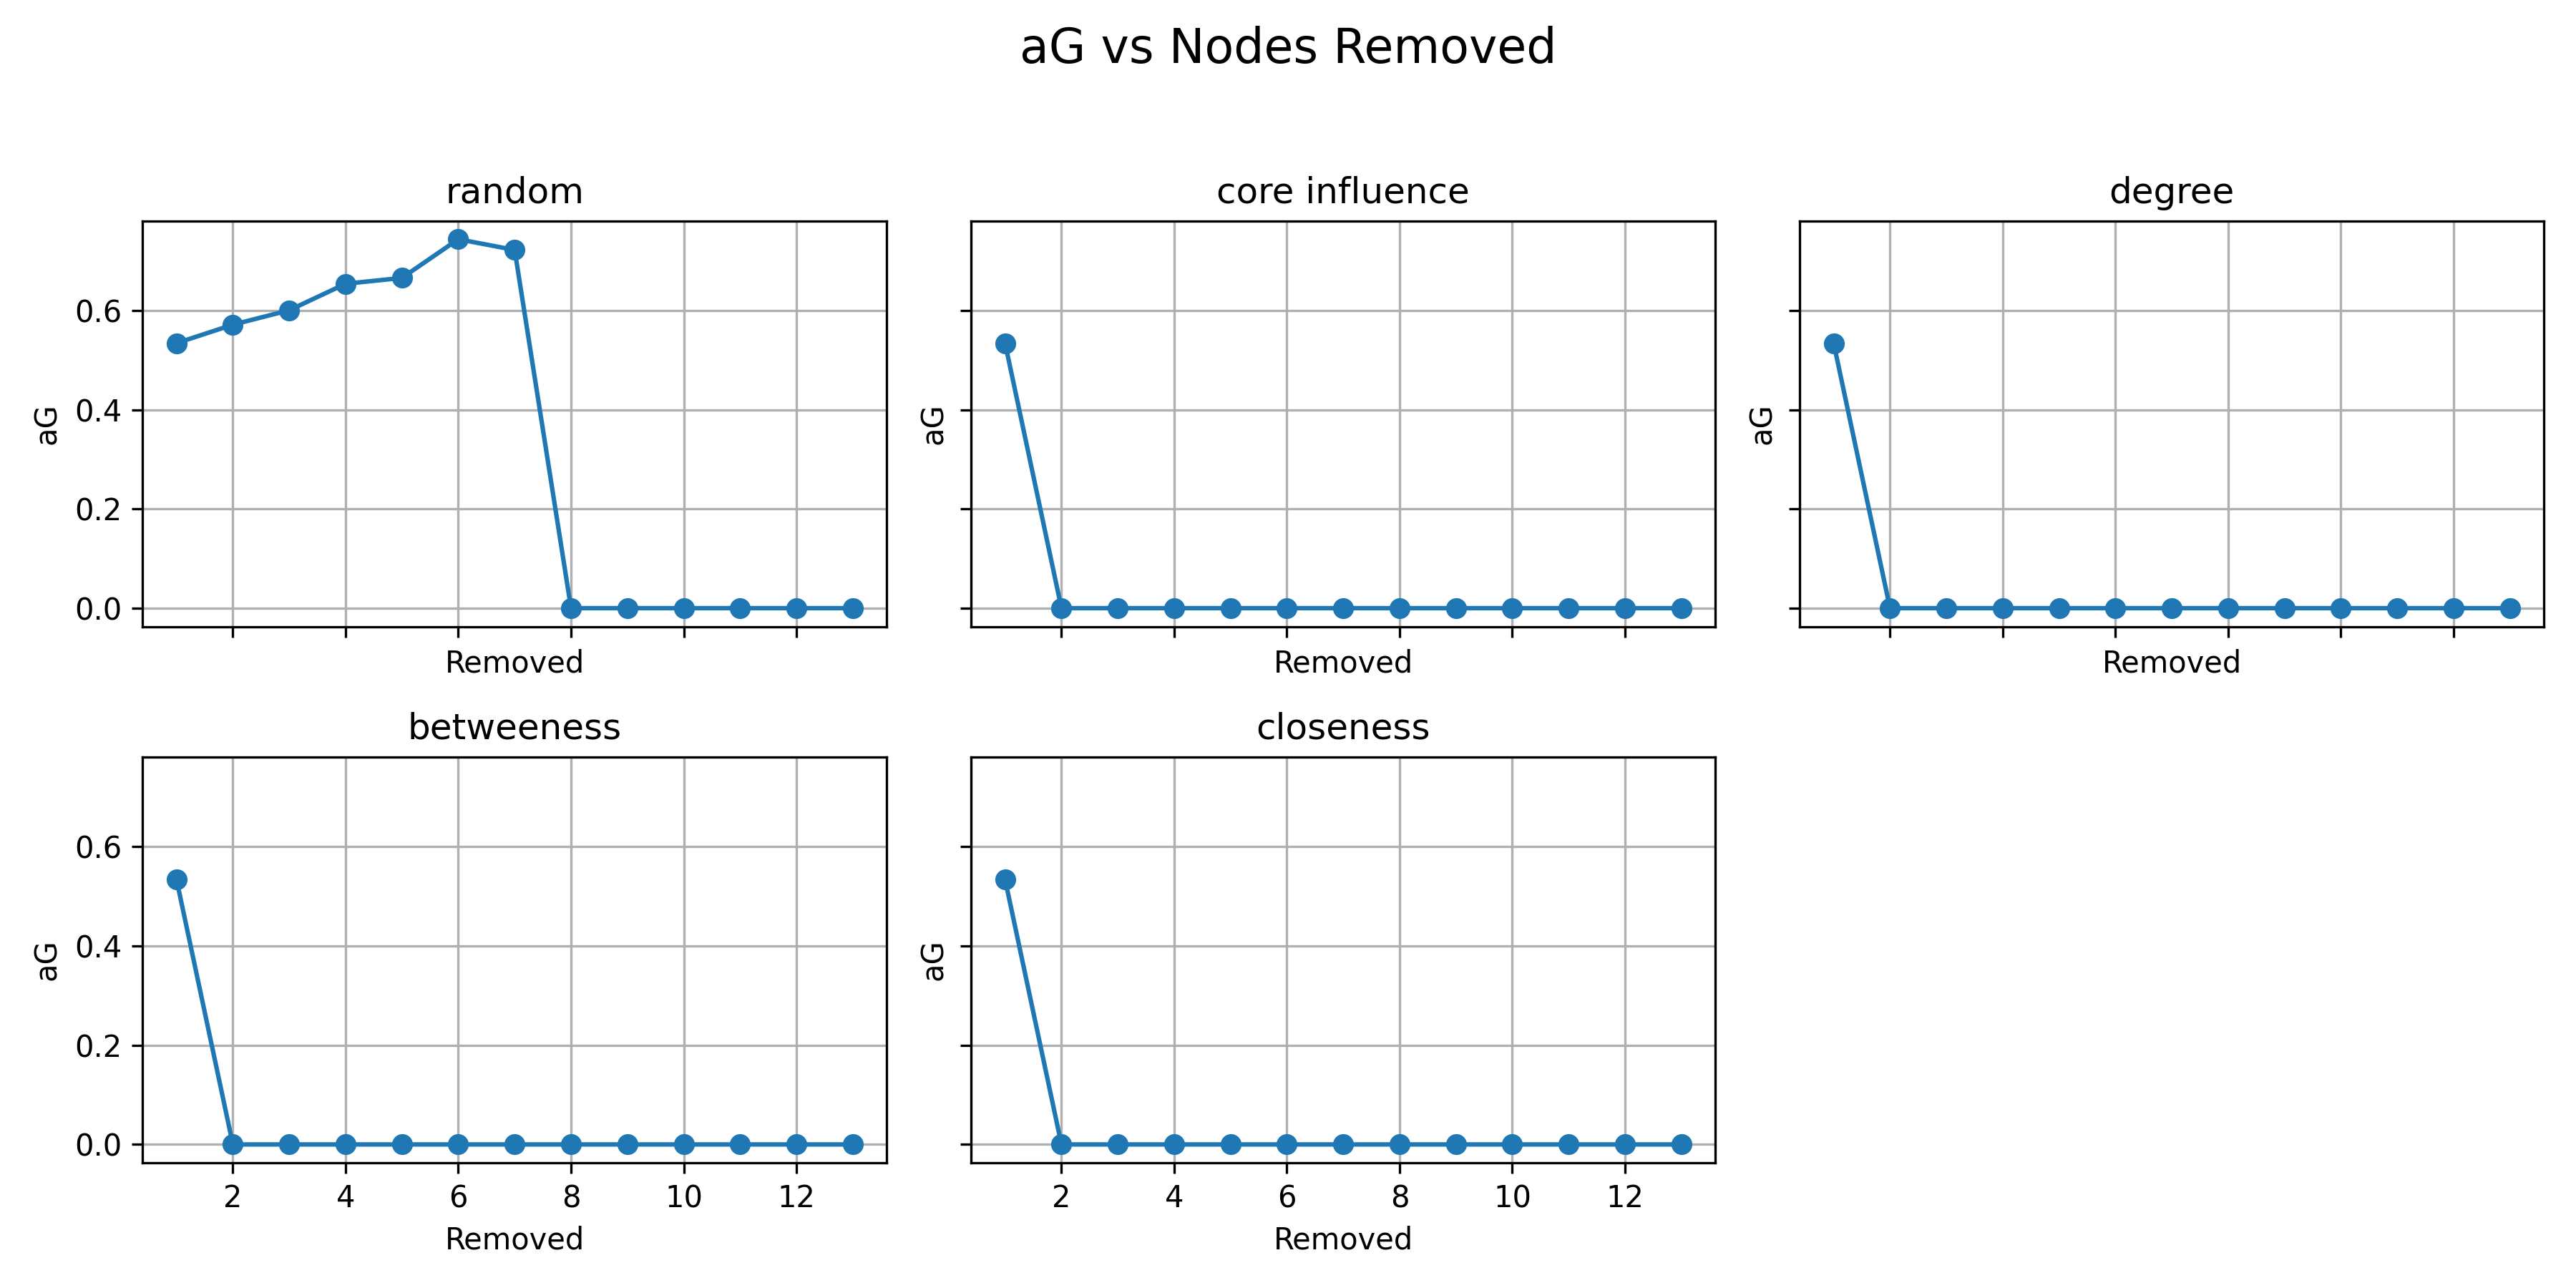 aG vs Nodes Removed
random
core influence
degree
0.6
0.4
0.2
0.0
aG
aG
aG
Removed
Removed
Removed
betweeness
closeness
0.6
0.4
0.2
0.0
aG
aG
2 4 6 8 10 12
2 4 6 8 10 12
Removed
Removed